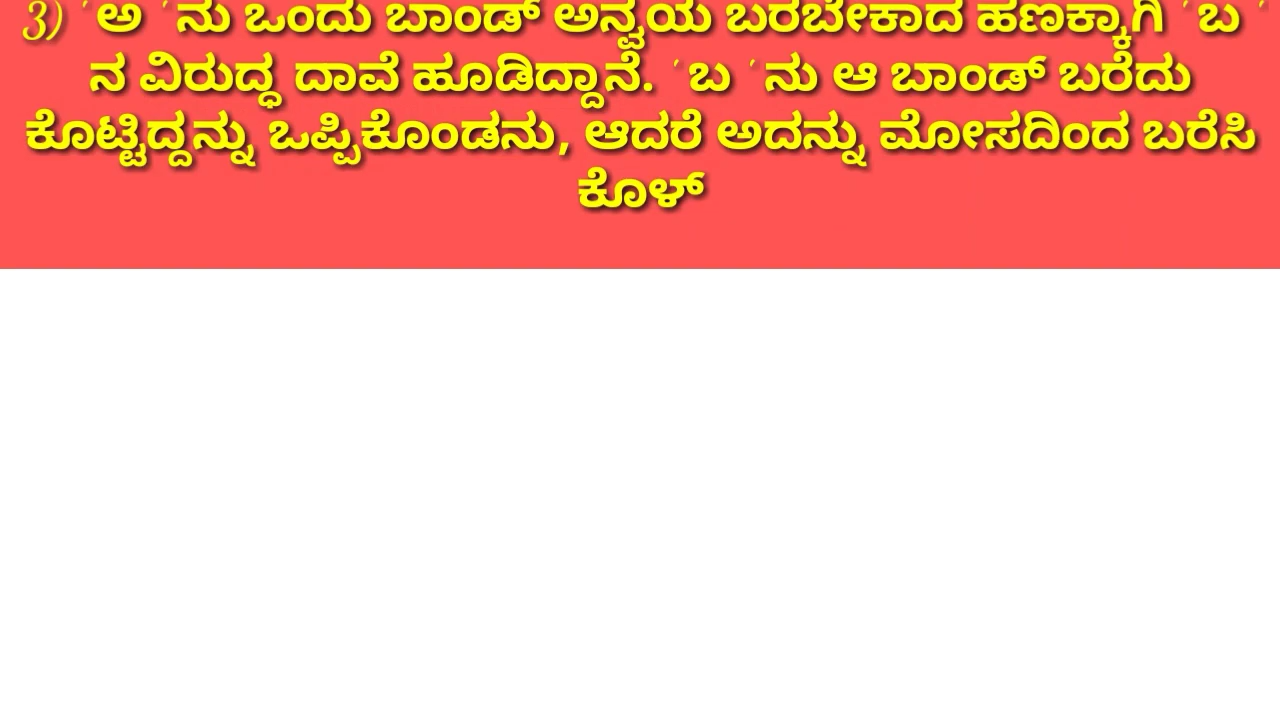 3) ´ಅ ´ನು ಒಂದು ಬಾಂಡ್ ಅನ್ವಯ ಬರಬೇಕಾದ ಹಣಕ್ಕಾಗಿ ´ಬ ´
ನ ವಿರುದ್ಧ ದಾವೆ ಹೂಡಿದ್ದಾನೆ. ´ಬ ´ನು ಆ ಬಾಂಡ್ ಬರೆದು
ಕೊಟ್ಟಿದ್ದನ್ನು ಒಪ್ಪಿಕೊಂಡನು, ಆದರೆ ಅದನ್ನು ಮೋಸದಿಂದ ಬರೆಸಿ
ಕೊಳ್